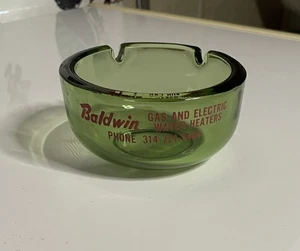 Baldwin GAS AND ELECTRIC
WATER HEATERS
PHONE 314